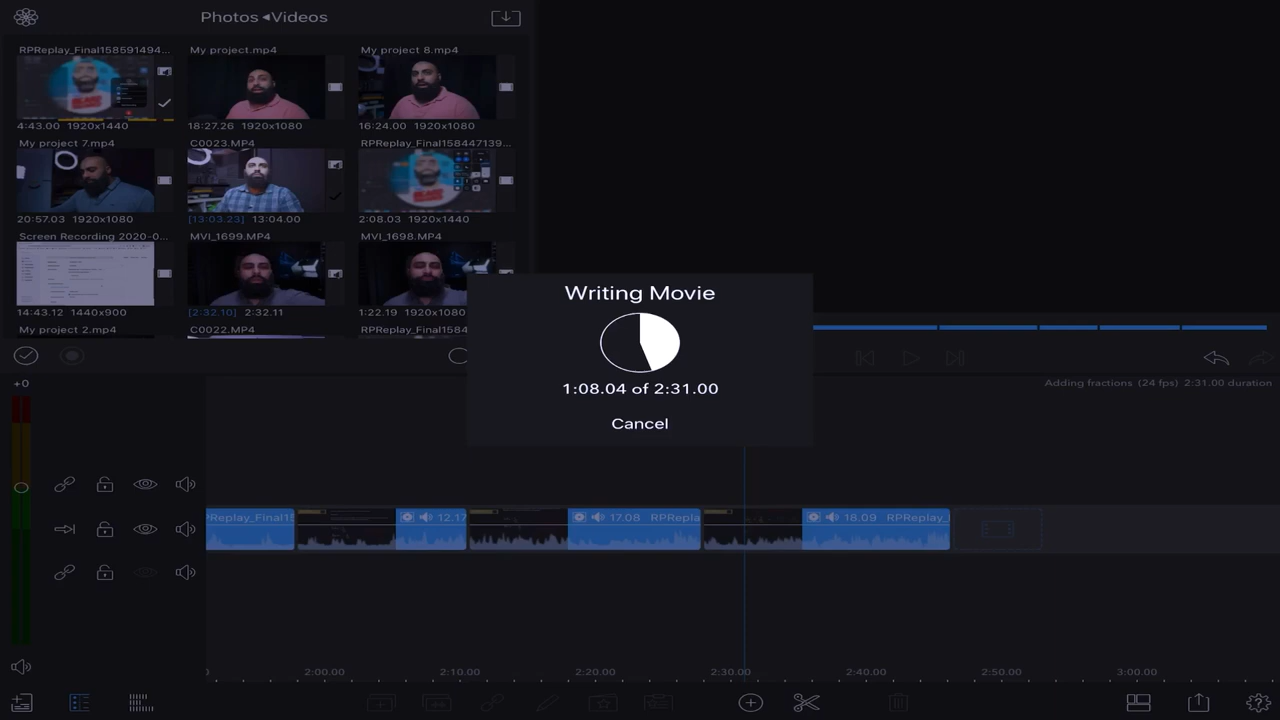 Photos ◂Videos
RPReplay_Final158591494... My project.mp4 My project 8.mp4
4:43.00 1920x1440 18:27.26 1920x1080 16:24.00 1920x1080
My project 7.mp4 C0023.MP4 RPReplay_Final158447139...
20:57.03 1920x1080 [13:03.23] 13:04.00 2:08.03 1920x1440
Screen Recording 2020-0... MVI_1699.MP4 MVI_1698.MP4
14:43.12 1440x900 [2:32.10] 2:32.11 1:22.19 1920x1080
My project 2.mp4 C0022.MP4 RPReplay_Final1584
Writing Movie
1:08.04 of 2:31.00
Cancel
+0
Adding fractions (24 fps) 2:31.00 duration
RPReplay_Final15 12.17 17.08 RPRepla 18.09 RPReplay_
2:00.00 2:10.00 2:20.00 2:30.00 2:40.00 2:50.00 3:00.00